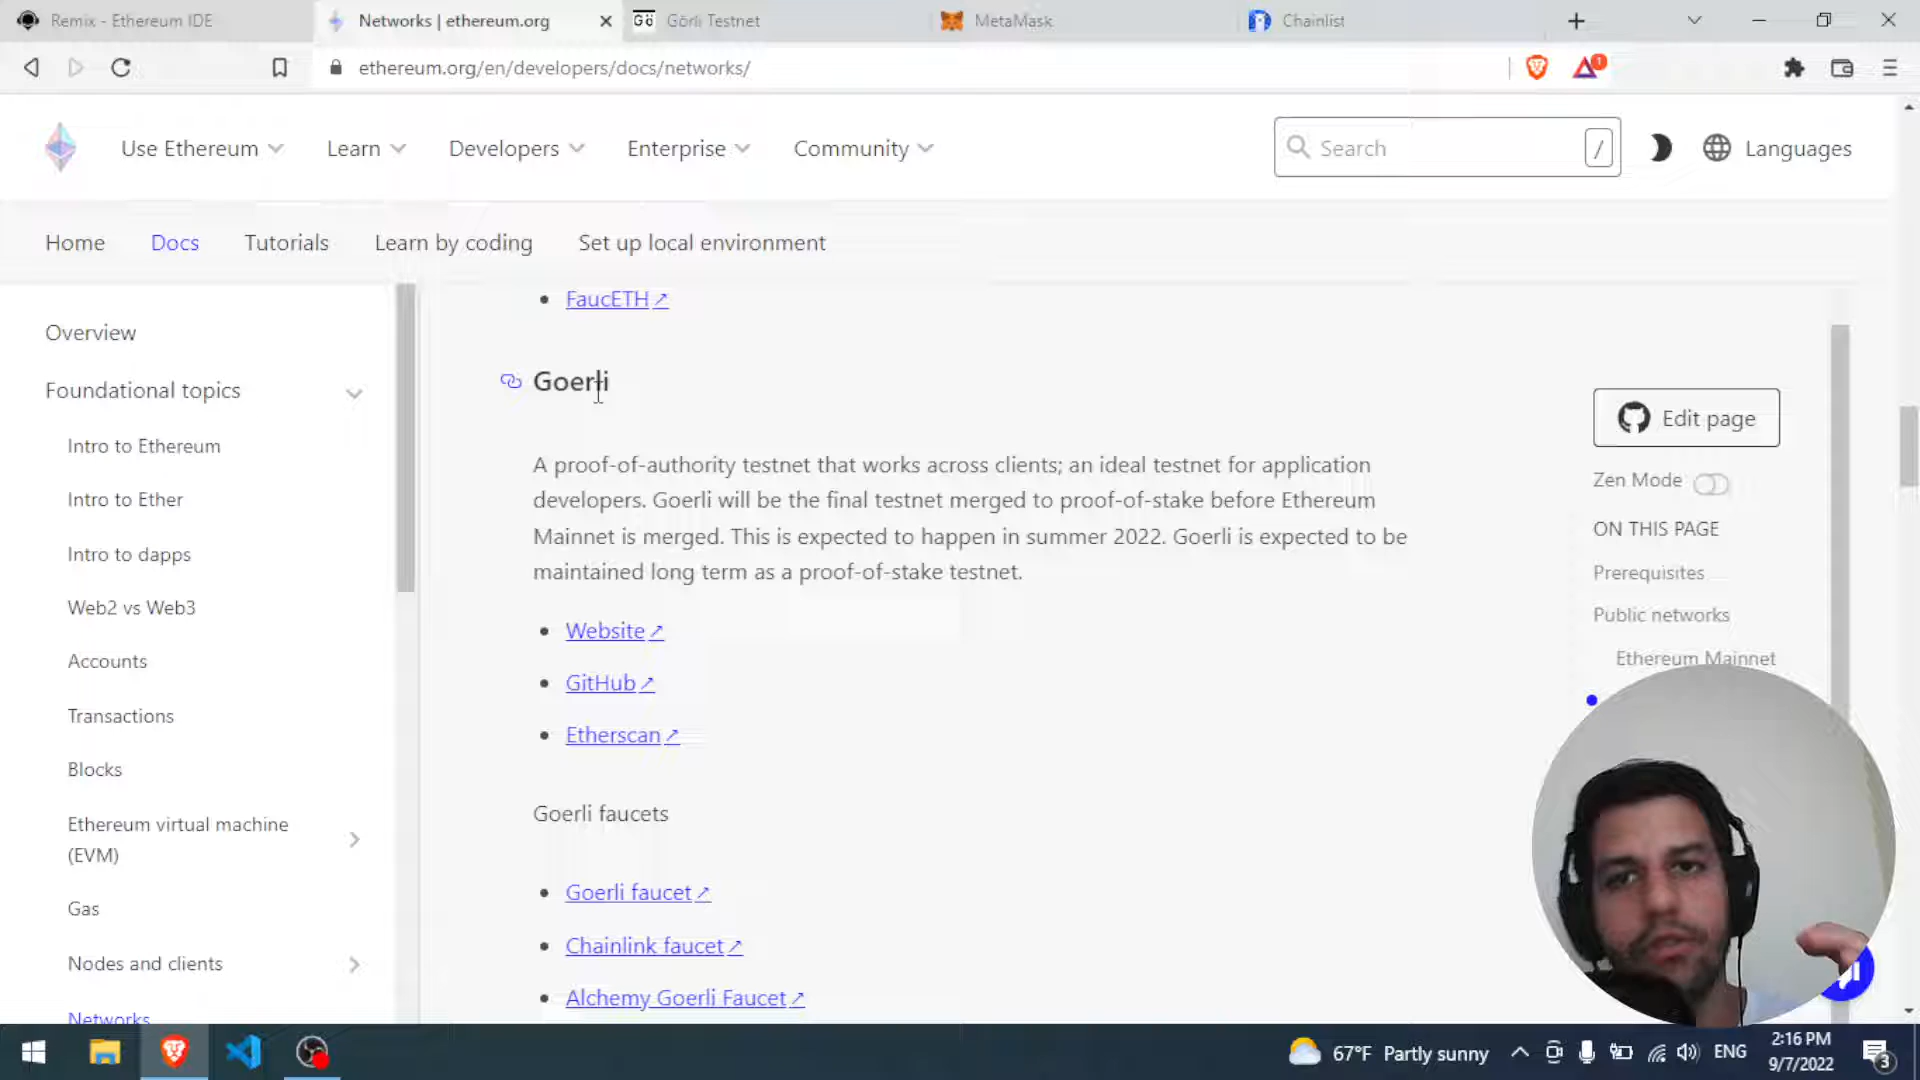 Remix - Ethereum IDE
Networks | ethereum.org
Gö
Görli Testnet
MetaMask
Chainlist
ethereum.org/en/developers/docs/networks/
1
Use Ethereum
Learn
Developers
Enterprise
Community
Search
/
Languages
Home
Docs
Tutorials
Learn by coding
Set up local environment
Overview
Foundational topics
Intro to Ethereum
Intro to Ether
Intro to dapps
Web2 vs Web3
Accounts
Transactions
Blocks
Ethereum virtual machine
(EVM)
Gas
Nodes and clients
Networks
FaucETH
Goerli
A proof-of-authority testnet that works across clients; an ideal testnet for application
developers. Goerli will be the final testnet merged to proof-of-stake before Ethereum
Mainnet is merged. This is expected to happen in summer 2022. Goerli is expected to be
maintained long term as a proof-of-stake testnet.
Website
GitHub
Etherscan
Goerli faucets
Goerli faucet
Chainlink faucet
Alchemy Goerli Faucet
Edit page
Zen Mode
ON THIS PAGE
Prerequisites
Public networks
Ethereum Mainnet
67°F Partly sunny
ENG
2:16 PM
9/7/2022
3